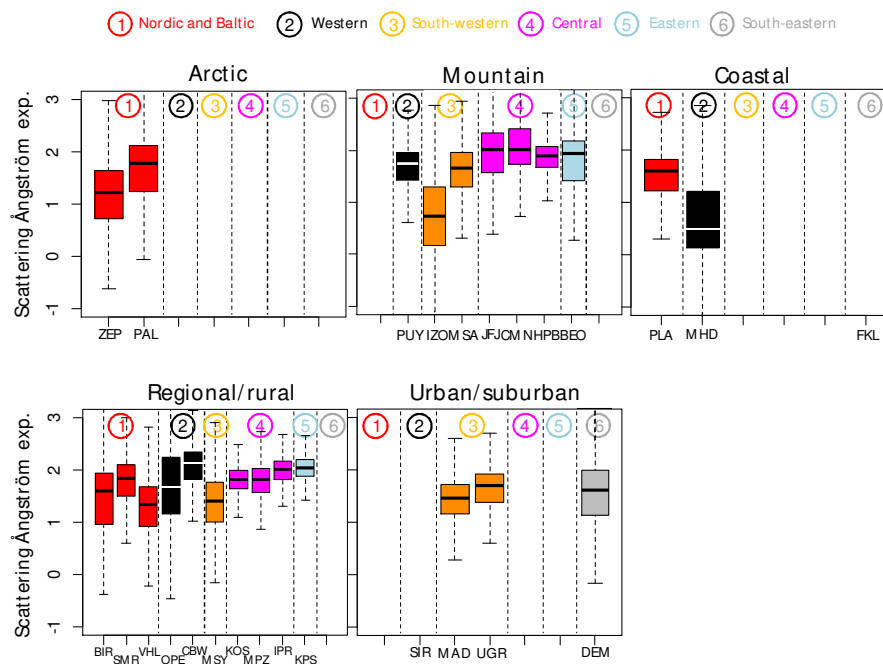 1 Nordic and Baltic 2 Western 3 South-western 4 Central 5 Eastern 6 South-eastern
Arctic Mountain Coastal
Scattering Ångström exp.
3 2 1 0 -1
1 2 3 4 5 6
1 2 3 4 5 6
1 2 3 4 5 6
ZEP PAL
PUY IZO MSA JFJ CMN HPB BEO
PLA MHD FKL
Regional/rural Urban/suburban
Scattering Ångström exp.
3 2 1 0 -1
1 2 3 4 5 6
1 2 3 4 5 6
BIR SMR VHL OPE CBW MSY KOS MPZ IPR KPS
SIR MAD UGR DEM